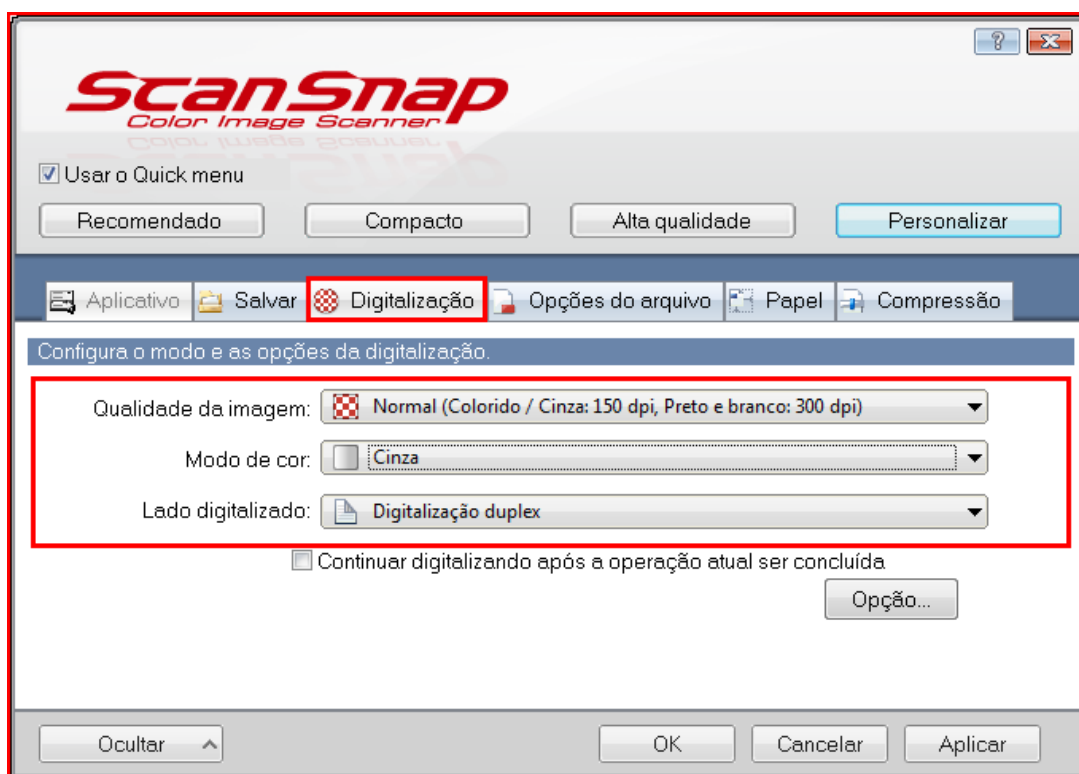 ScanSnap
Color Image Scanner
Usar o Quick menu
Recomendado Compacto Alta qualidade Personalizar
Aplicativo Salvar Digitalização Opções do arquivo Papel Compressão
Configura o modo e as opções da digitalização.
Qualidade da imagem: Normal (Colorido / Cinza: 150 dpi, Preto e branco: 300 dpi)
Modo de cor: Cinza
Lado digitalizado: Digitalização duplex
Continuar digitalizando após a operação atual ser concluída
Opção...
Ocultar OK Cancelar Aplicar